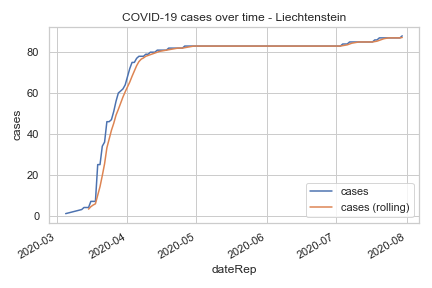 COVID-19 cases over time - Liechtenstein
cases
80
60
40
20
0
cases
cases (rolling)
2020-03
2020-04
2020-05
2020-06
2020-07
2020-08
dateRep